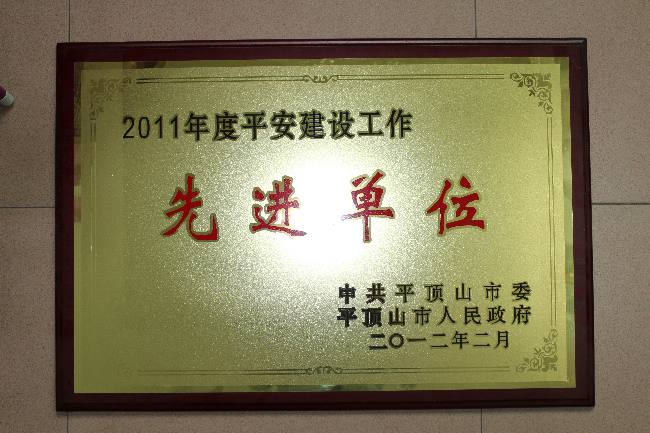 2011年度平安建设工作
先进单位
中共平顶山市委
平顶山市人民政府
二〇一二年二月